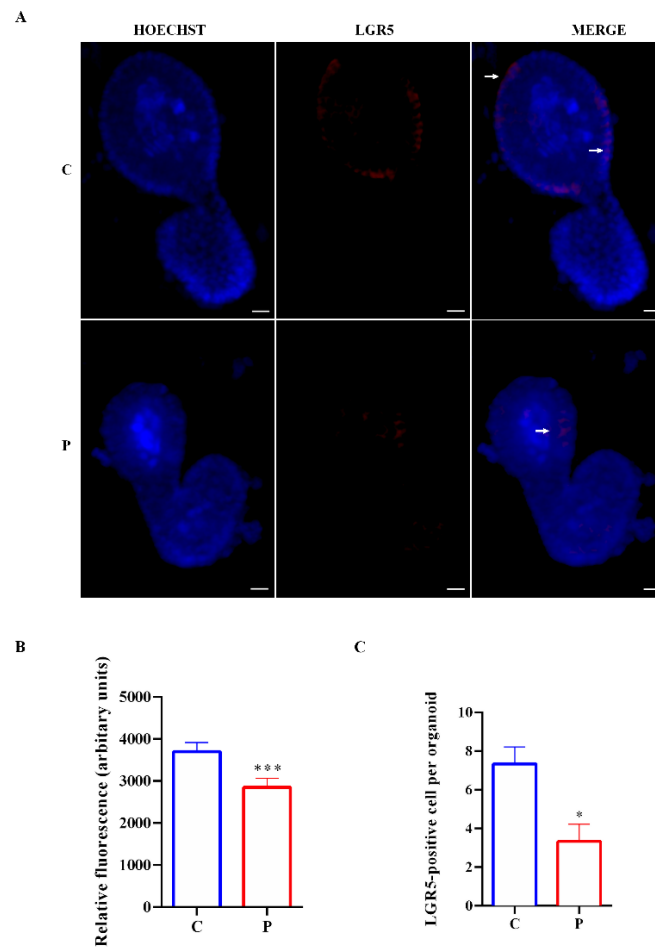 A
HOECHST LGR5 MERGE
C
P
B
C
Relative fluorescence (arbitary units)
5000
4000
3000
2000
1000
0
***
C P
LGR5-positive cell per organoid
10
8
6
4
2
0
*
C P